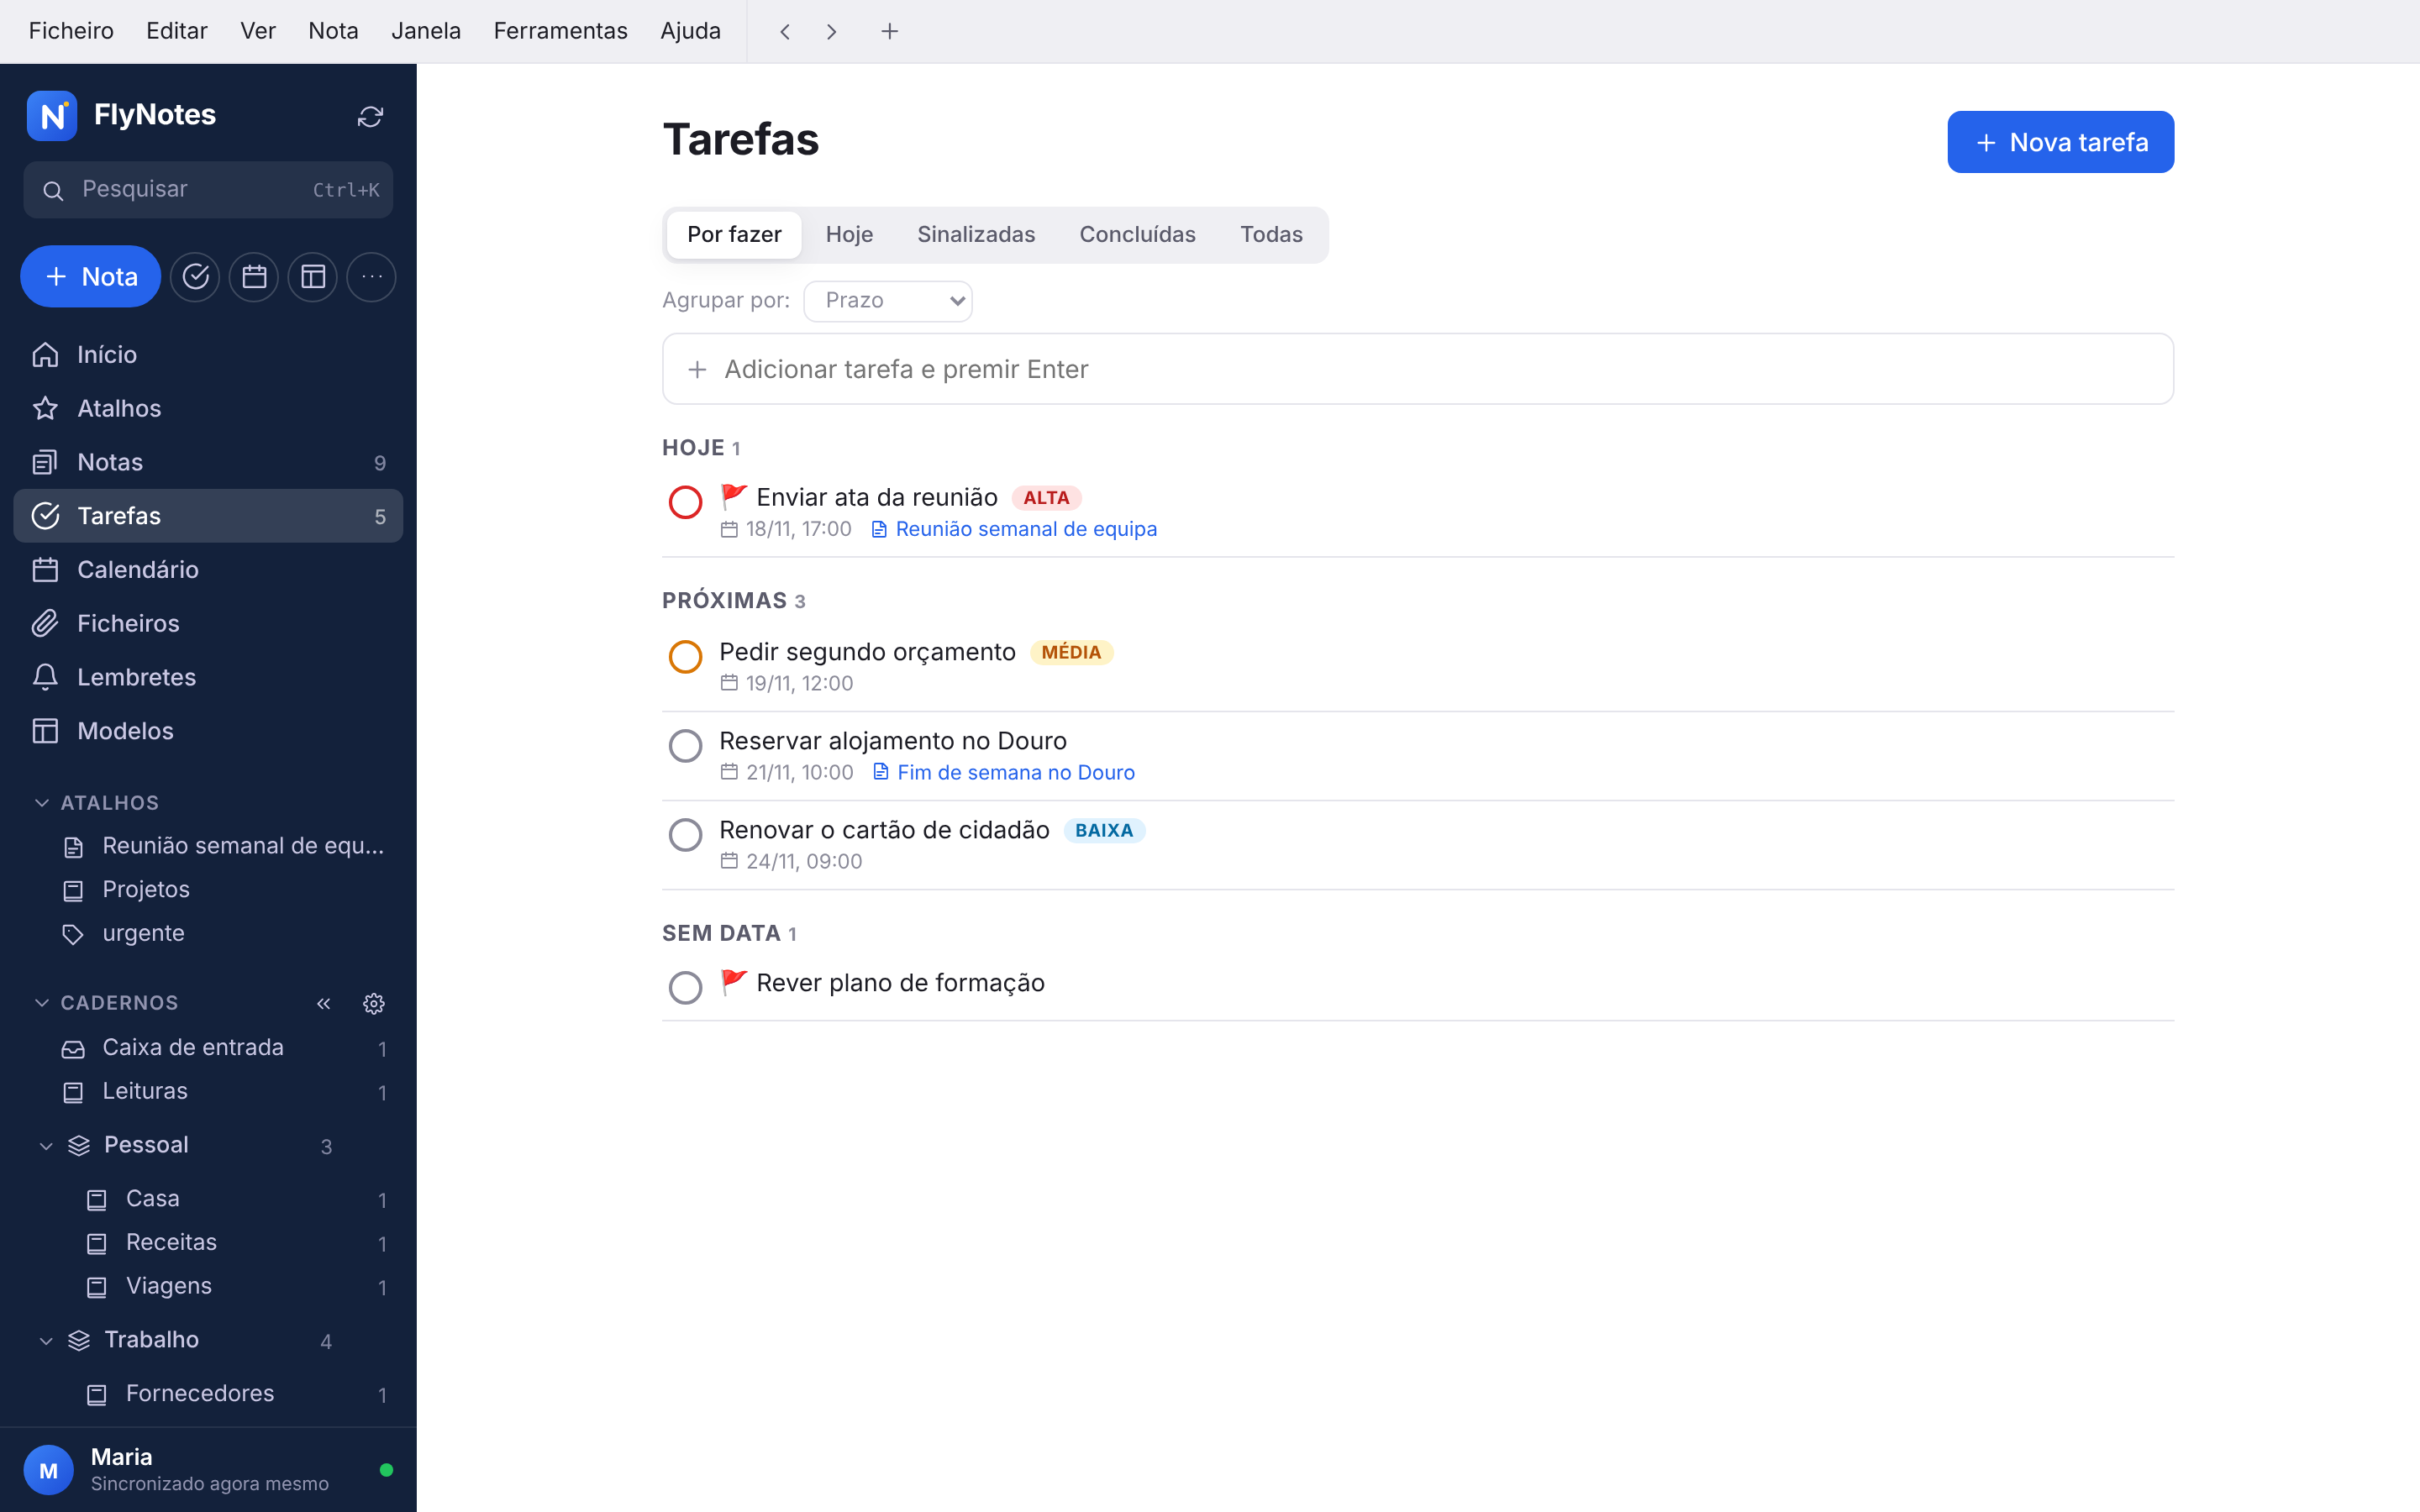 Ficheiro Editar Ver Nota Janela Ferramentas Ajuda
FlyNotes
Pesquisar Ctrl+K
Nota
Início
Atalhos
Notas 9
Tarefas 5
Calendário
Ficheiros
Lembretes
Modelos
ATALHOS
Reunião semanal de equ...
Projetos
urgente
CADERNOS
Caixa de entrada 1
Leituras 1
Pessoal 3
Casa 1
Receitas 1
Viagens 1
Trabalho 4
Fornecedores 1
M Maria
Sincronizado agora mesmo
Tarefas
+ Nova tarefa
Por fazer Hoje Sinalizadas Concluídas Todas
Agrupar por: Prazo
+ Adicionar tarefa e premir Enter
HOJE 1
Enviar ata da reunião ALTA
18/11, 17:00 Reunião semanal de equipa
PRÓXIMAS 3
Pedir segundo orçamento MÉDIA
19/11, 12:00
Reservar alojamento no Douro
21/11, 10:00 Fim de semana no Douro
Renovar o cartão de cidadão BAIXA
24/11, 09:00
SEM DATA 1
Rever plano de formação